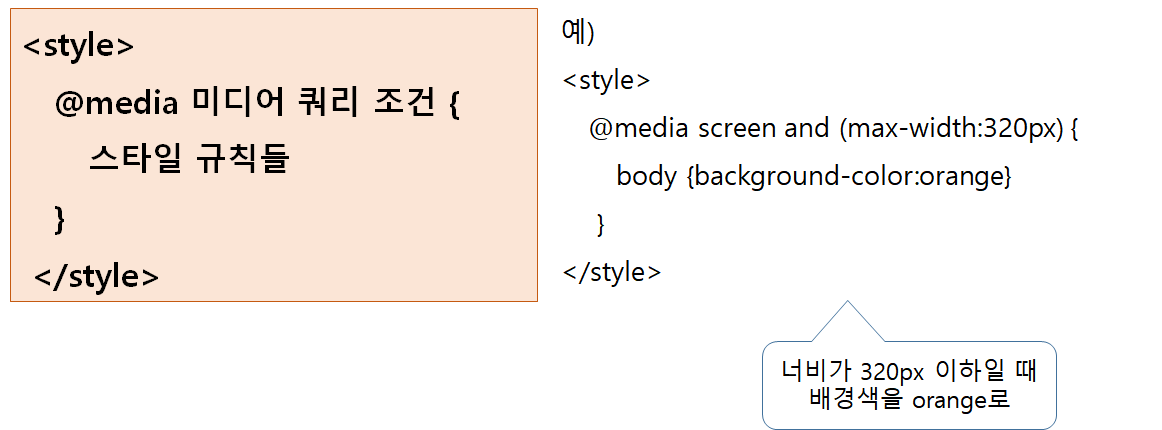 <style>
@media 미디어 쿼리 조건 {
스타일 규칙들
}
</style>
예)
<style>
@media screen and (max-width:320px) {
body {background-color:orange}
}
</style>
너비가 320px 이하일 때
배경색을 orange로